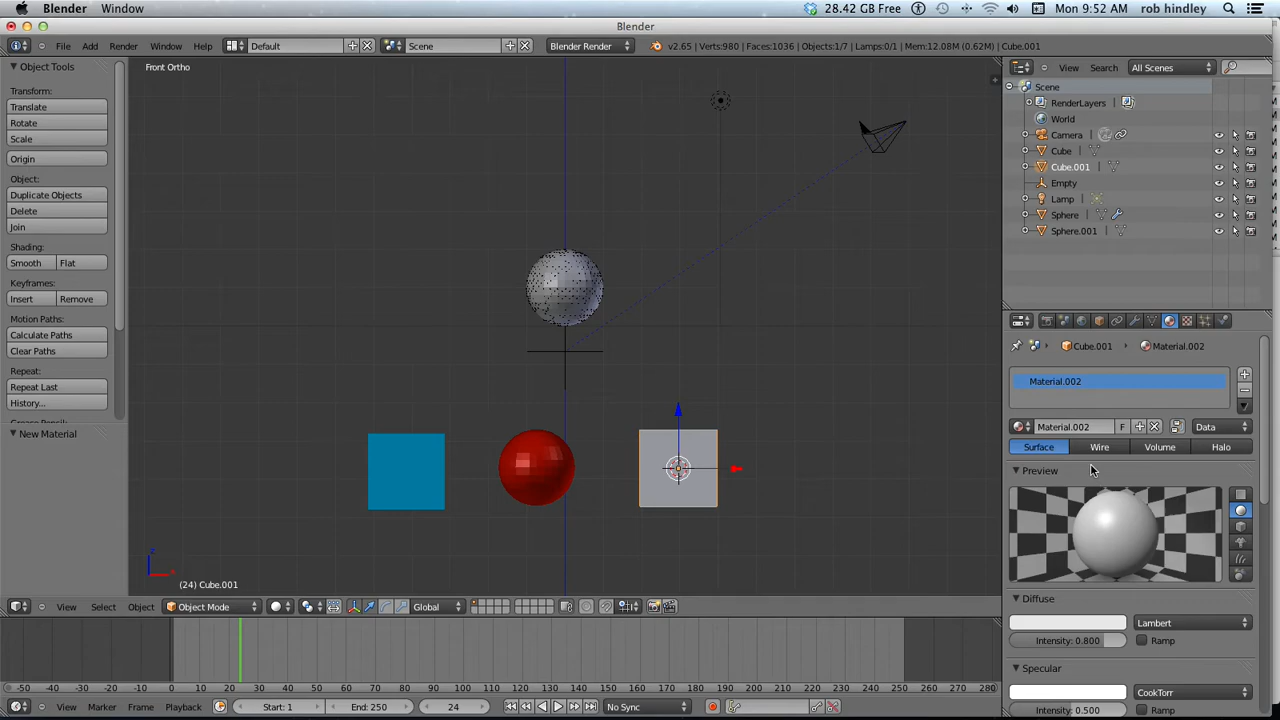 Blender Window 28.42 GB Free Mon 9:52 AM rob hindley
Blender
File Add Render Window Help Default Scene Blender Render v2.65 | Verts:980 | Faces:1036 | Objects:1/7 | Lamps:0/1 | Mem:12.08M (0.62M) | Cube.001
Object Tools
Transform:
Translate
Rotate
Scale
Origin
Object:
Duplicate Objects
Delete
Join
Shading:
Smooth Flat
Keyframes:
Insert Remove
Motion Paths:
Calculate Paths
Clear Paths
Repeat:
Repeat Last
History...
New Material
Front Ortho
z
x
(24) Cube.001
View Select Object Object Mode Global
-50 -40 -30 -20 -10 0 10 20 30 40 50 60 70 80 90 100 110 120 130 140 150 160 170 180 190 200 210 220 230 240 250 260 270 280
View Marker Frame Playback Start: 1 End: 250 24 No Sync
View Search All Scenes
Scene
RenderLayers
World
Camera
Cube
Cube.001
Empty
Lamp
Sphere
Sphere.001
Cube.001 Material.002
Material.002
Material.002 F Data
Surface Wire Volume Halo
Preview
Diffuse
Lambert
Intensity: 0.800 Ramp
Specular
CookTorr
Intensity: 0.500 Ramp